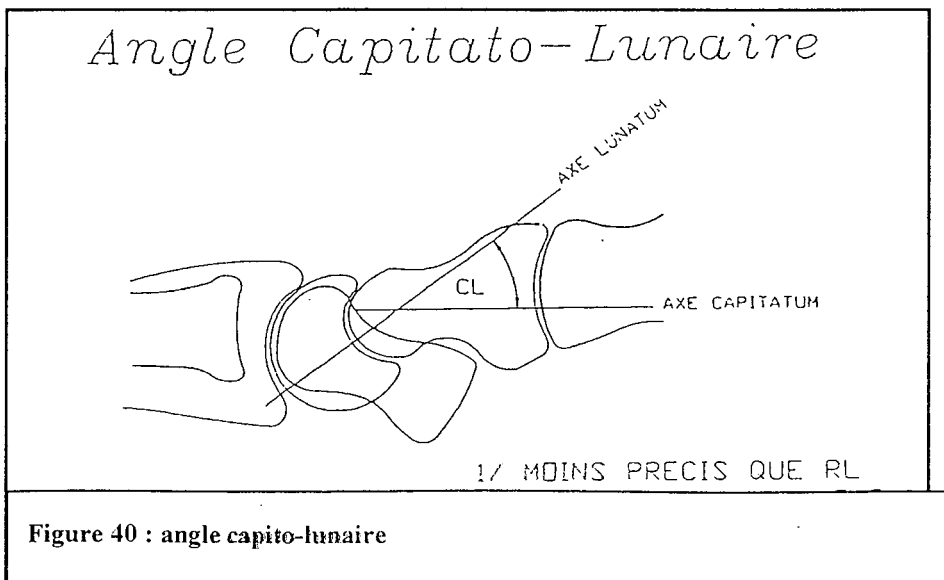 Angle Capitato-Lunaire
AXE LUNATUM
CL
AXE CAPITATUM
1/ MOINS PRECIS QUE RL
Figure 40 : angle capito-lunaire